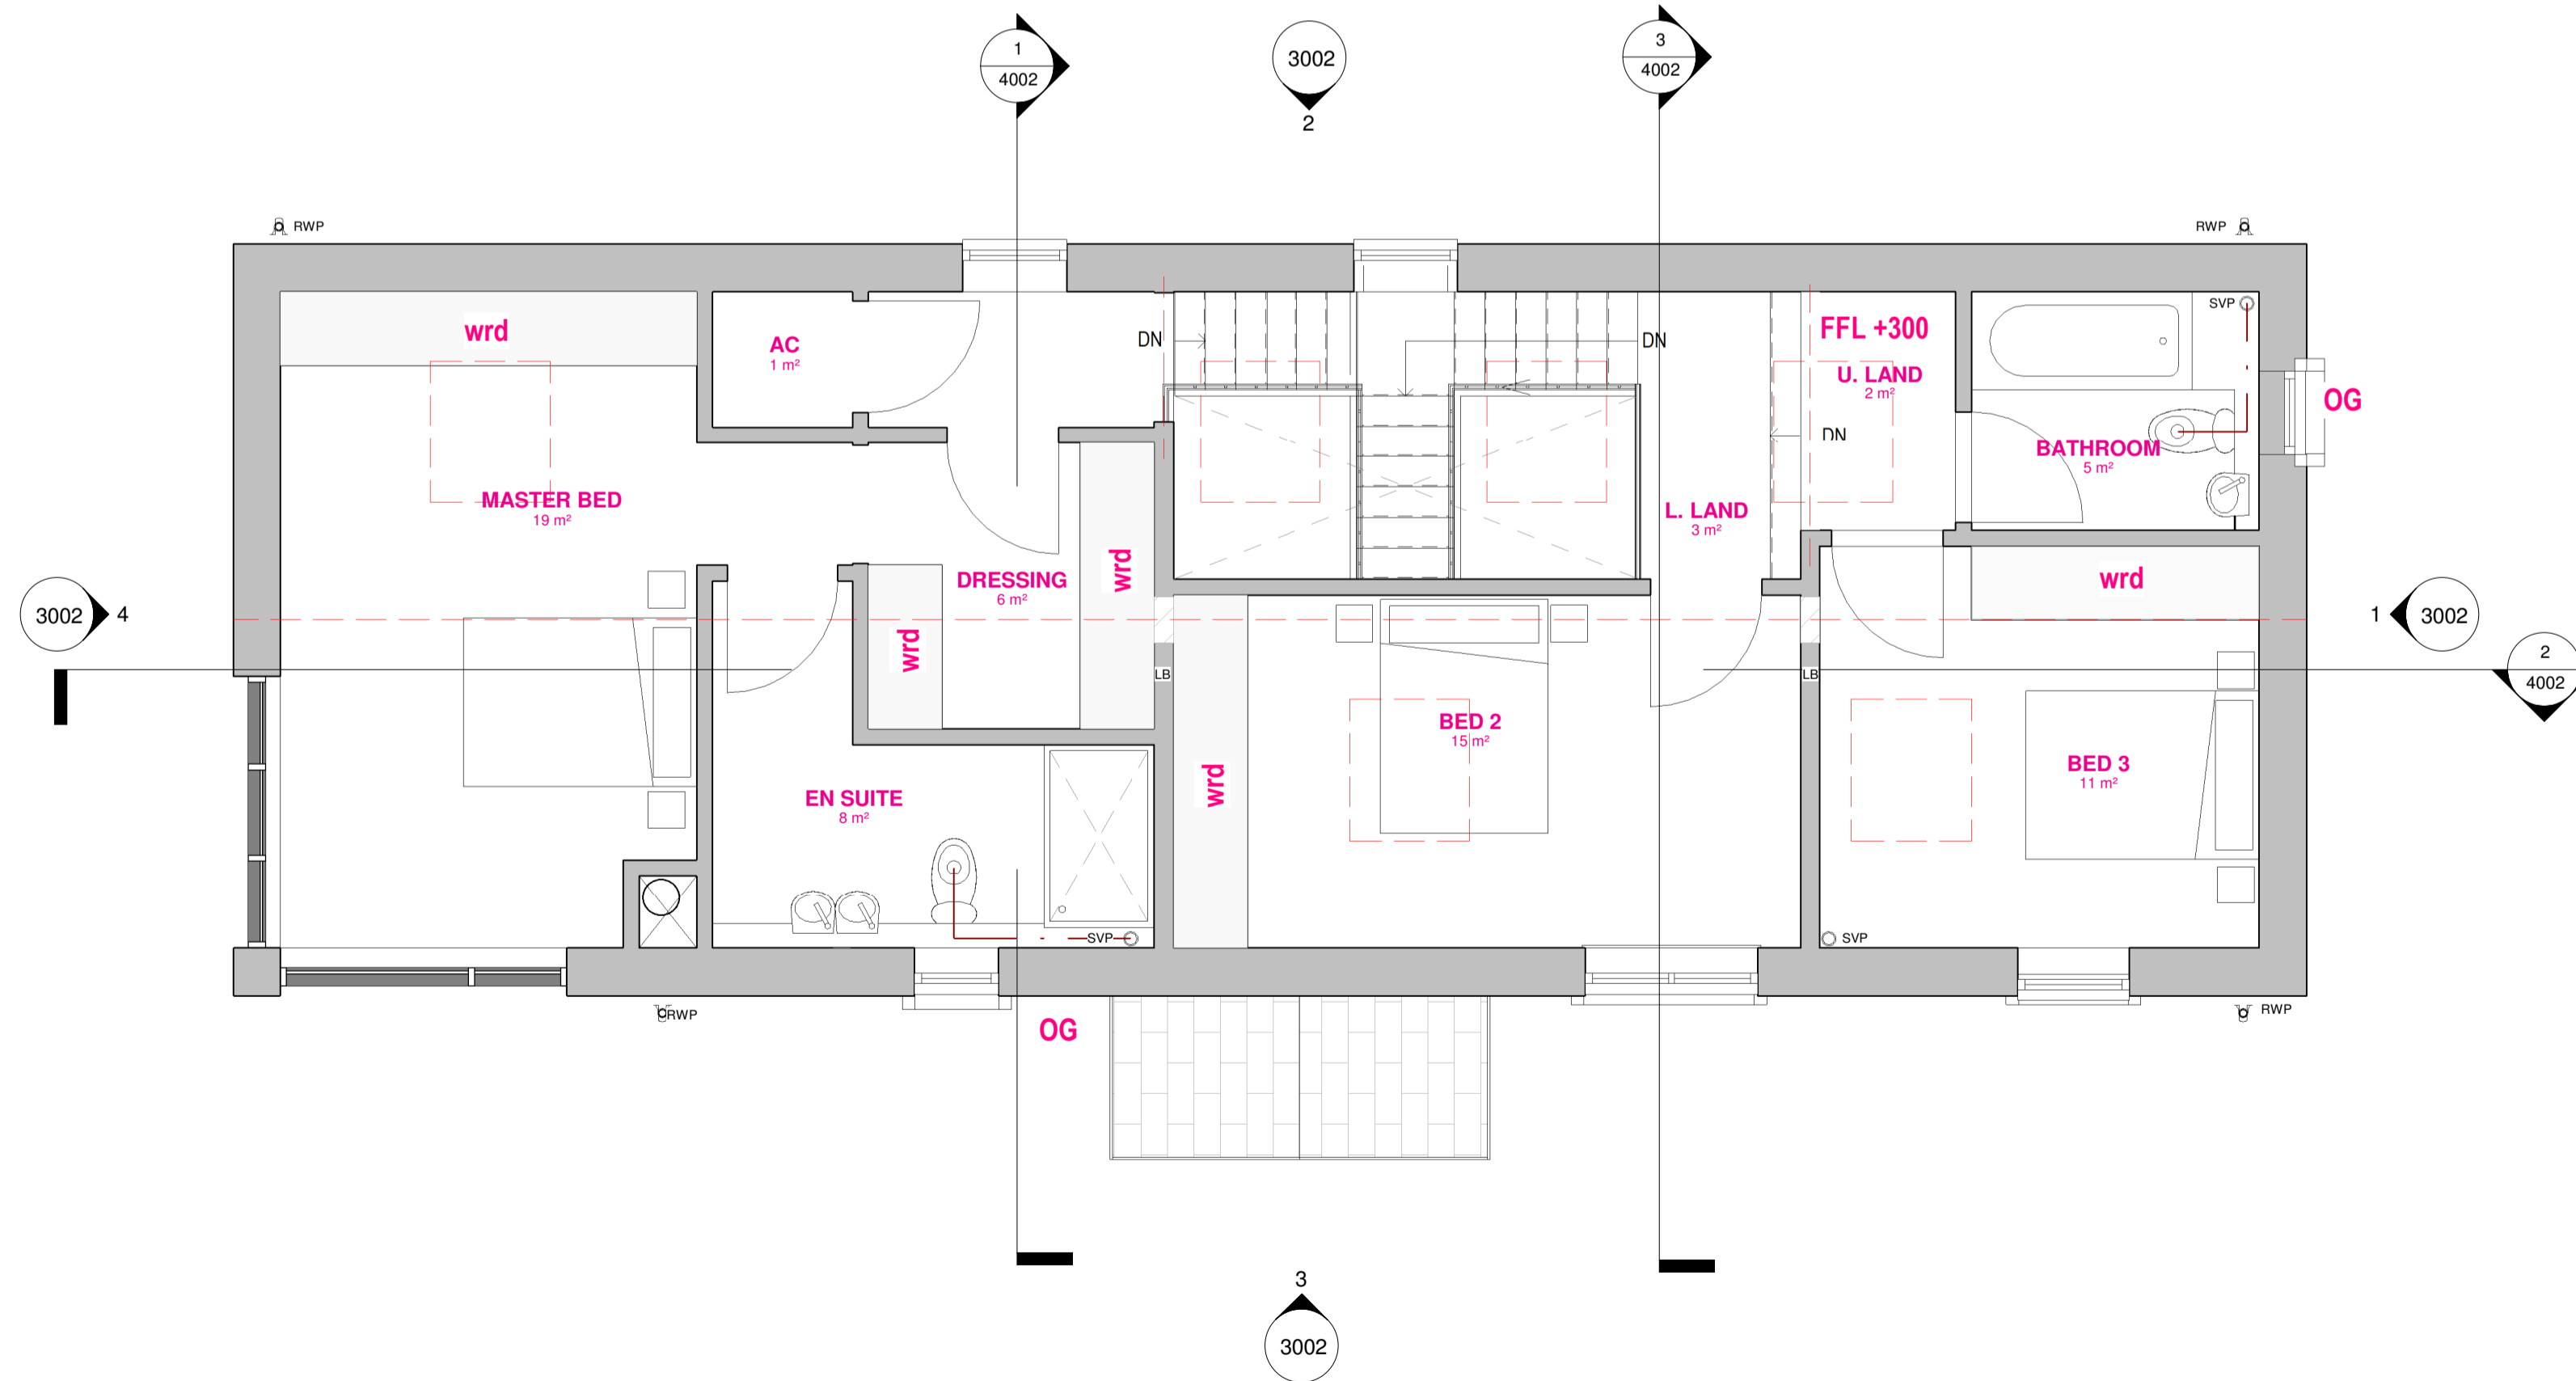 1
4002
3002
2
3
4002
RWP
RWP
wrd
AC
1 m²
DN
DN
FFL +300
U. LAND
2 m²
DN
SVP
OG
BATHROOM
5 m²
MASTER BED
19 m²
L. LAND
3 m²
DRESSING
6 m²
wrd
wrd
wrd
3002
4
1
3002
2
4002
LB
LB
BED 2
15 m²
wrd
BED 3
11 m²
EN SUITE
8 m²
SVP
SVP
RWP
RWP
OG
3
3002